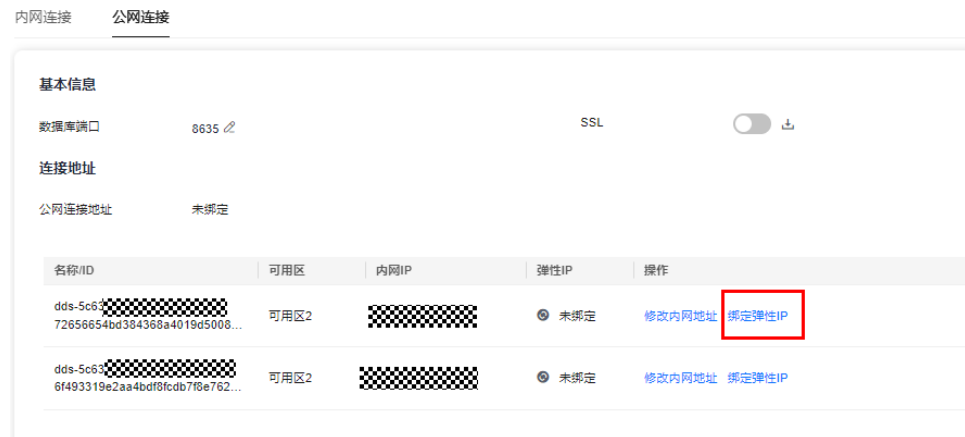 内网连接 公网连接
基本信息
数据库端口 8635 SSL
连接地址
公网连接地址 未绑定
名称/ID 可用区 内网IP 弹性IP 操作
dds-5c63
72656654bd384368a4019d5008... 可用区2 未绑定 修改内网地址 绑定弹性IP
dds-5c63
6f493319e2aa4bdf8fcdb7f8e762... 可用区2 未绑定 修改内网地址 绑定弹性IP